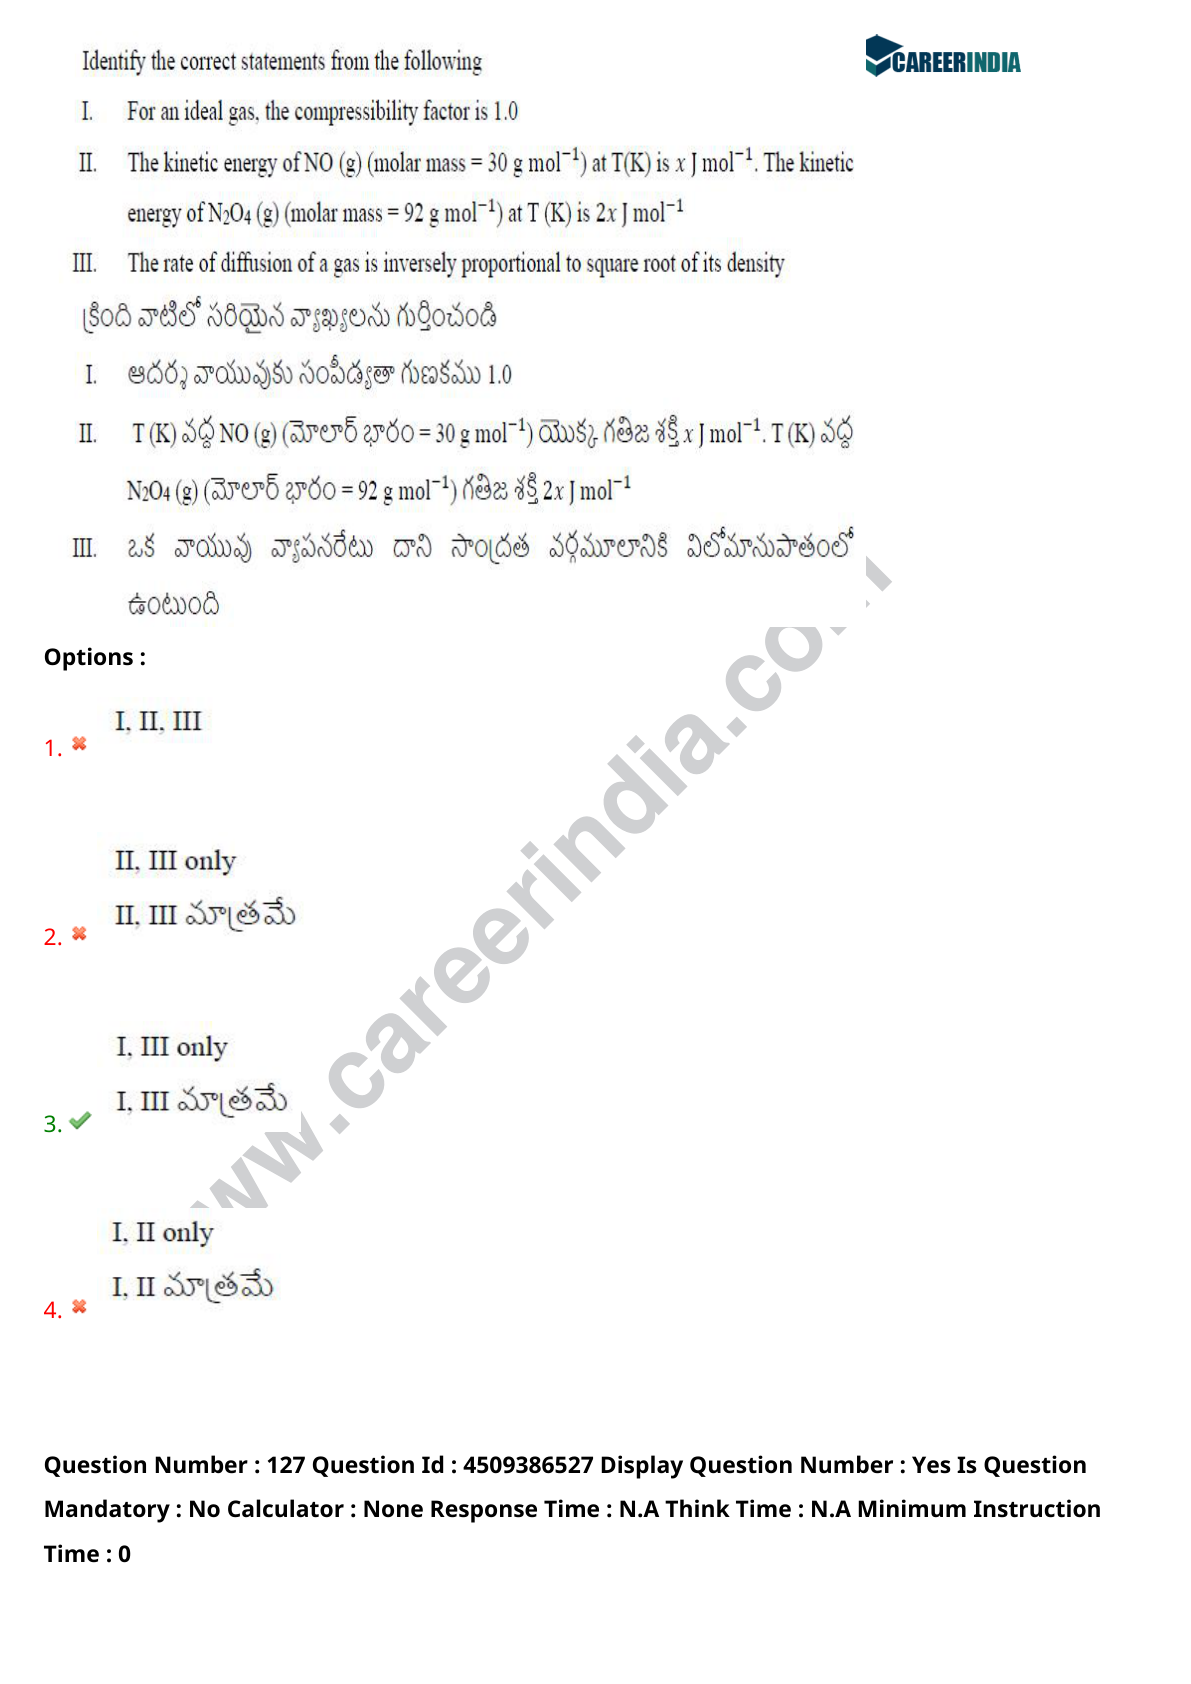 CAREERINDIA
Identify the correct statements from the following
I. For an ideal gas, the compressibility factor is 1.0
II. The kinetic energy of NO (g) (molar mass = 30 g mol⁻¹) at T(K) is x J mol⁻¹. The kinetic
energy of N₂O₄ (g) (molar mass = 92 g mol⁻¹) at T (K) is 2x J mol⁻¹
III. The rate of diffusion of a gas is inversely proportional to square root of its density
క్రింది వాటిలో సరియైన వ్యాఖ్యలను గుర్తించండి
I. ఆదర్శ వాయువుకు సంపీడ్యతా గుణకము 1.0
II. T (K) వద్ద NO (g) (మోలార్ భారం = 30 g mol⁻¹) యొక్క గతిజ శక్తి x J mol⁻¹. T (K) వద్ద
N₂O₄ (g) (మోలార్ భారం = 92 g mol⁻¹) గతిజ శక్తి 2x J mol⁻¹
III. ఒక వాయువు వ్యాపనరేటు దాని సాంద్రత వర్గమూలానికి విలోమానుపాతంలో
ఉంటుంది
Options :
1. I, II, III
2. II, III only
II, III మాత్రమే
3. I, III only
I, III మాత్రమే
4. I, II only
I, II మాత్రమే
ww.careerindia.com
Question Number : 127 Question Id : 4509386527 Display Question Number : Yes Is Question
Mandatory : No Calculator : None Response Time : N.A Think Time : N.A Minimum Instruction
Time : 0